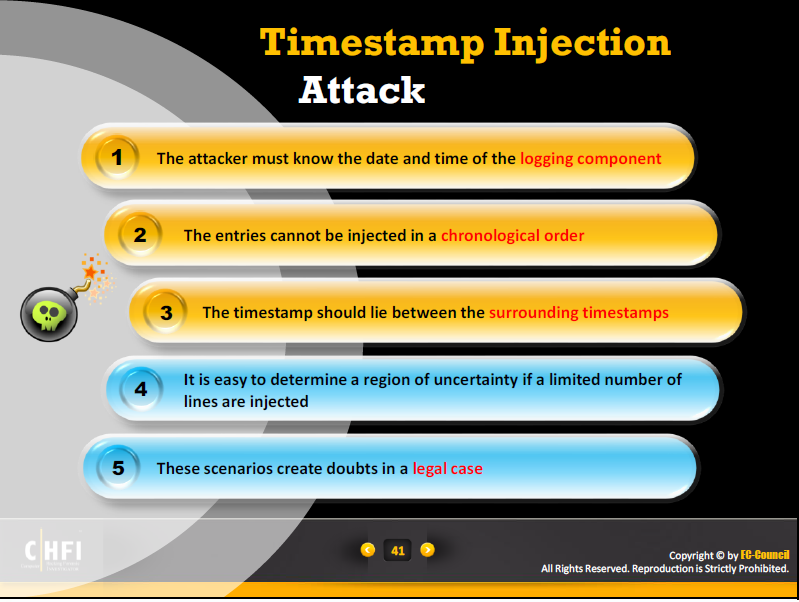 Timestamp Injection
Attack
1 The attacker must know the date and time of the logging component
2 The entries cannot be injected in a chronological order
3 The timestamp should lie between the surrounding timestamps
4 It is easy to determine a region of uncertainty if a limited number of
lines are injected
5 These scenarios create doubts in a legal case
CHFI
41
Copyright © by EC-Council
All Rights Reserved. Reproduction is Strictly Prohibited.